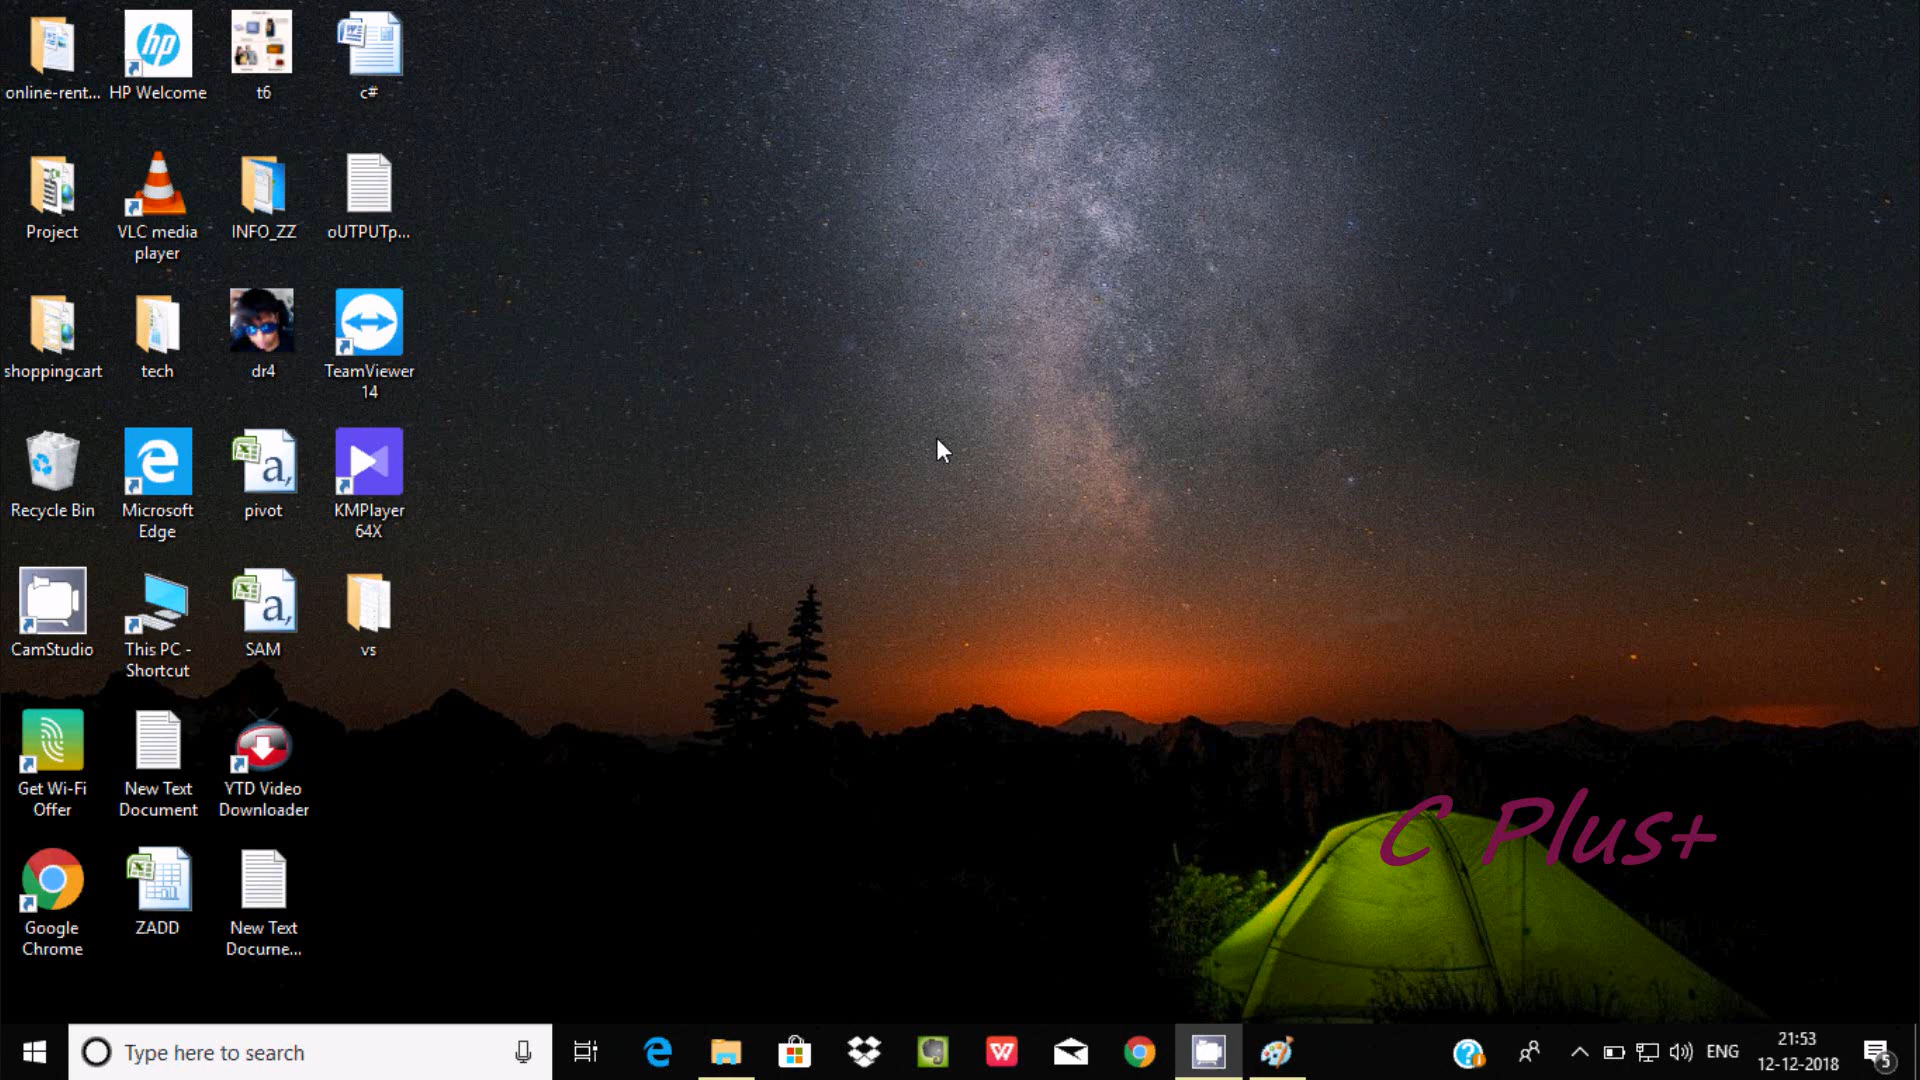 online-rent...
HP Welcome
t6
c#
Project
VLC media
player
INFO_ZZ
oUTPUTp...
shoppingcart
tech
dr4
TeamViewer
14
Recycle Bin
Microsoft
Edge
pivot
KMPlayer
64X
CamStudio
This PC -
Shortcut
SAM
vs
Get Wi-Fi
Offer
New Text
Document
YTD Video
Downloader
Google
Chrome
ZADD
New Text
Docume...
C Plus+
Type here to search
ENG
21:53
12-12-2018
5